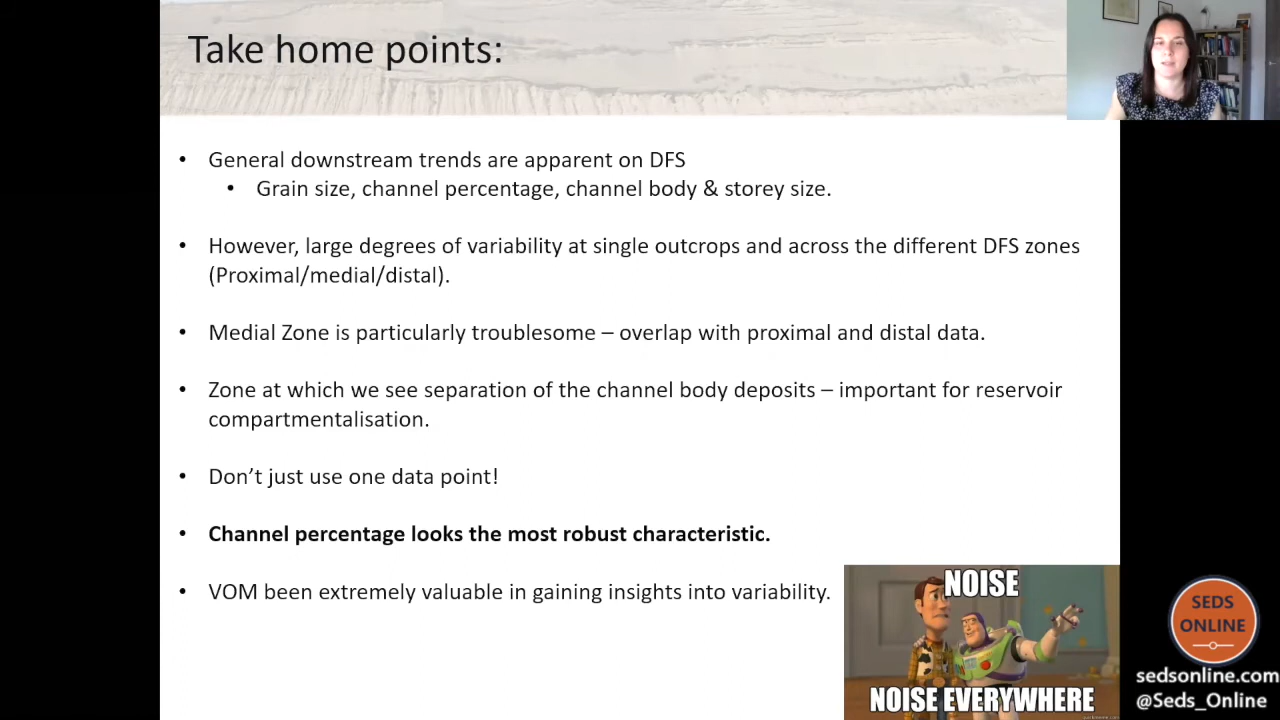 Take home points:
• General downstream trends are apparent on DFS
• Grain size, channel percentage, channel body & storey size.
• However, large degrees of variability at single outcrops and across the different DFS zones
(Proximal/medial/distal).
• Medial Zone is particularly troublesome – overlap with proximal and distal data.
• Zone at which we see separation of the channel body deposits – important for reservoir
compartmentalisation.
• Don’t just use one data point!
• Channel percentage looks the most robust characteristic.
• VOM been extremely valuable in gaining insights into variability.
NOISE
NOISE EVERYWHERE
SEDS
ONLINE
sedsonline.com
@Seds_Online